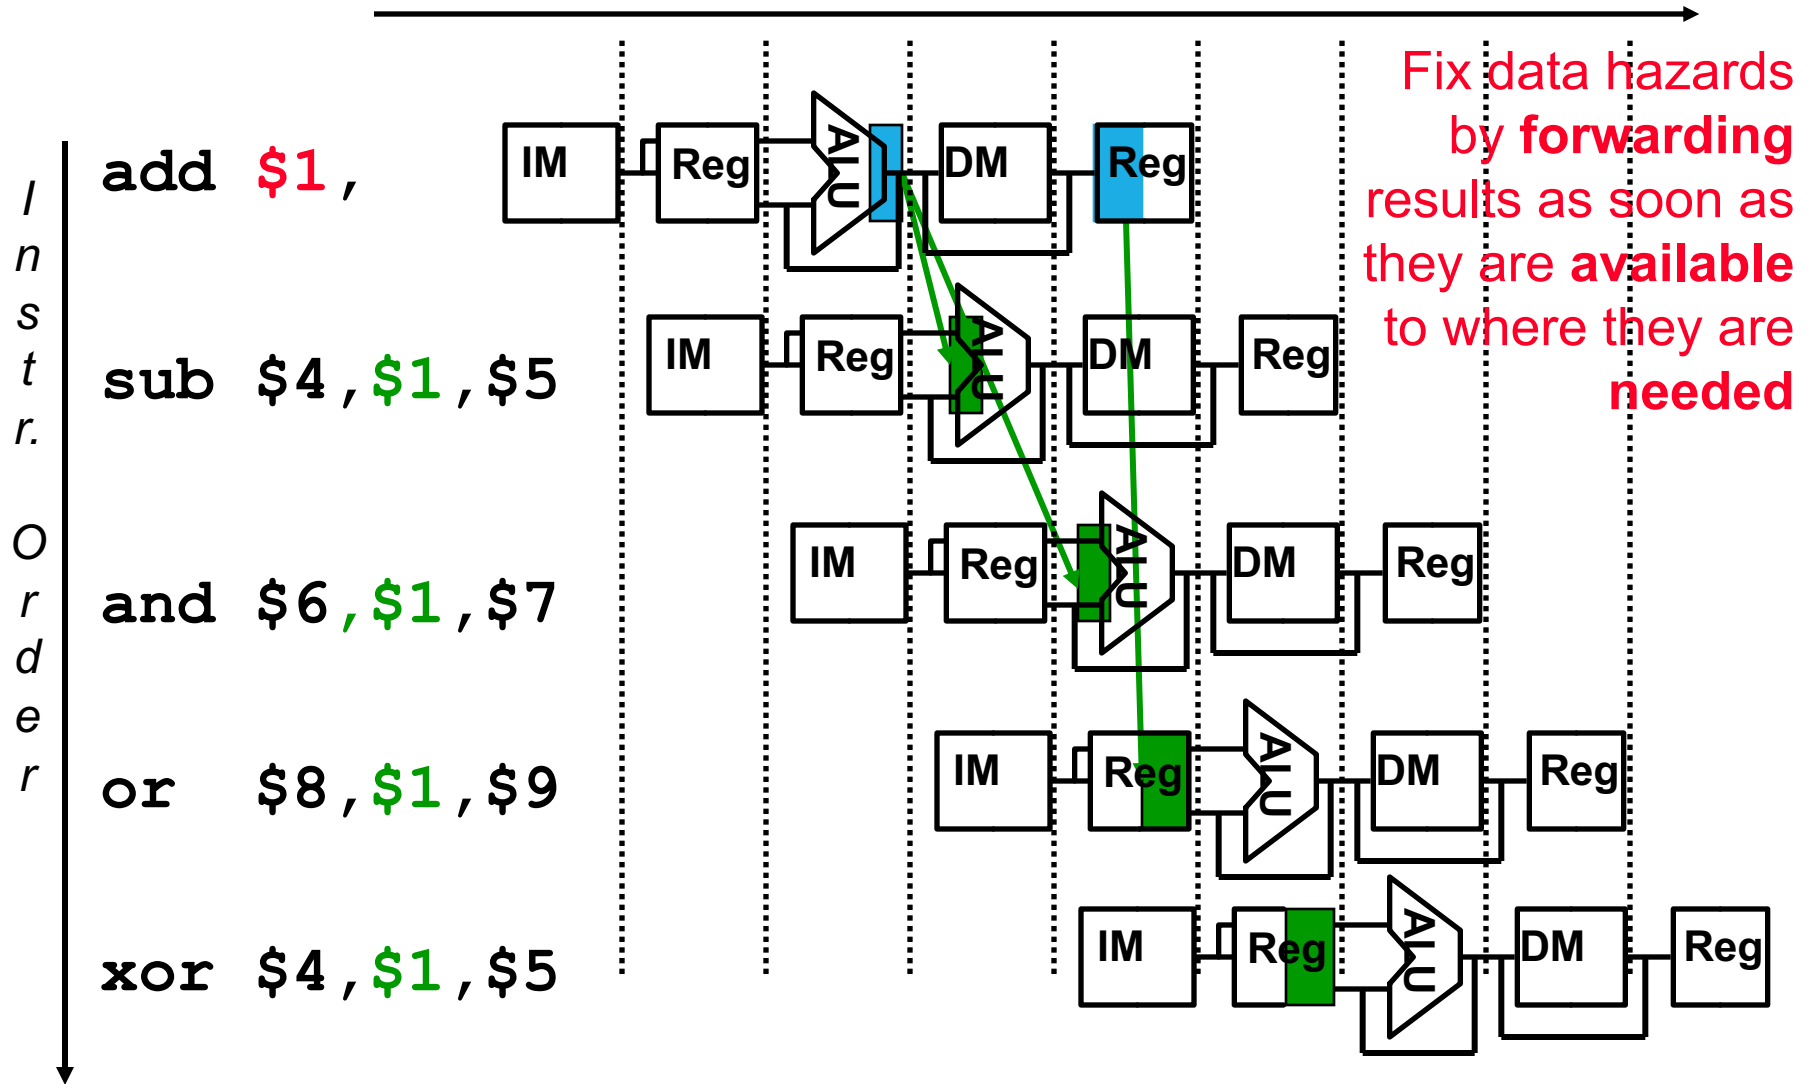 Fix data hazards
by forwarding
results as soon as
they are available
to where they are
needed
Instr. Order
add $1,
IM Reg ALU DM Reg
sub $4,$1,$5
IM Reg ALU DM Reg
and $6,$1,$7
IM Reg ALU DM Reg
or $8,$1,$9
IM Reg ALU DM Reg
xor $4,$1,$5
IM Reg ALU DM Reg